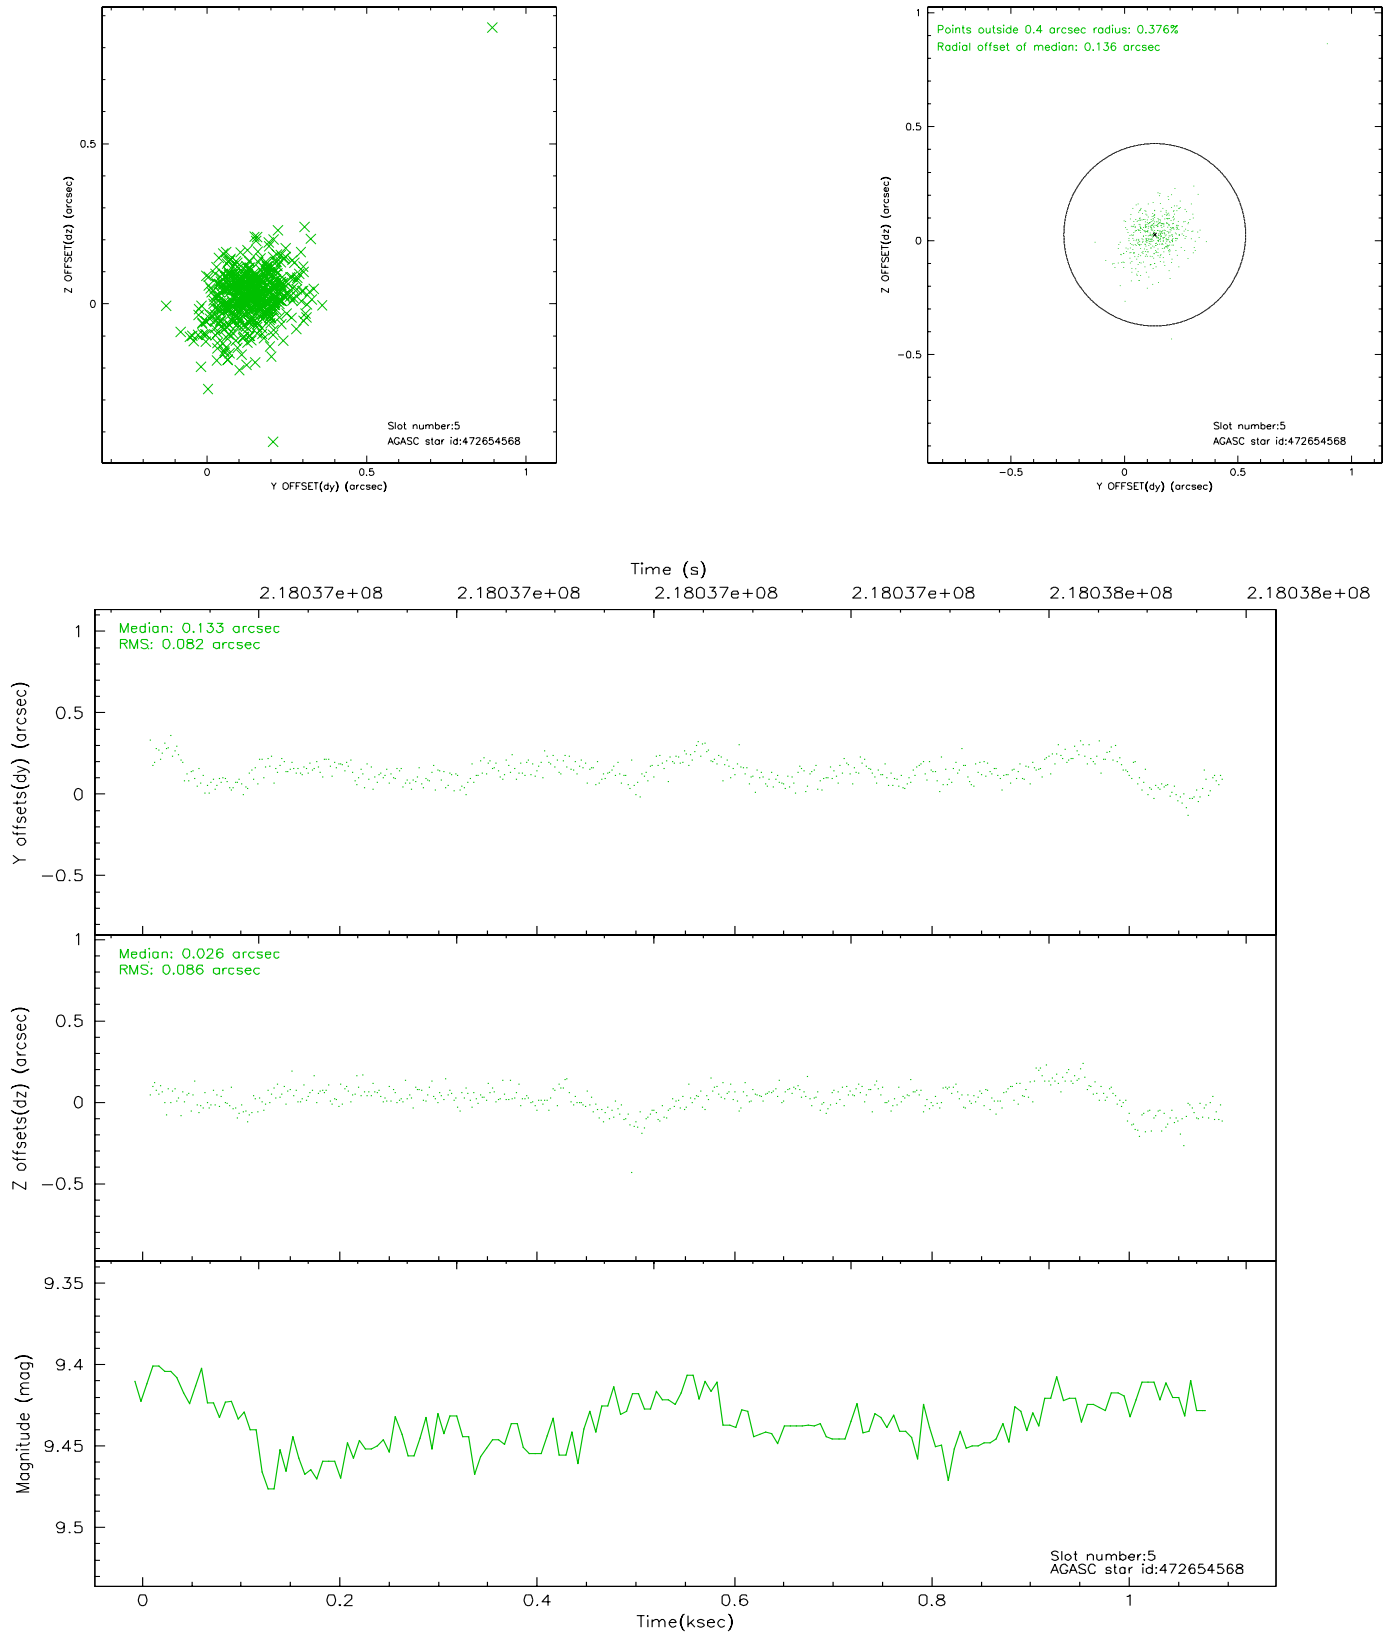 0.5
0
Z OFFSET(dz) (arcsec)
Slot number:5
AGASC star id:472654568
0 0.5 1
Y OFFSET(dy) (arcsec)
Points outside 0.4 arcsec radius: 0.376%
Radial offset of median: 0.136 arcsec
1
0.5
0
−0.5
Z OFFSET(dz) (arcsec)
Slot number:5
AGASC star id:472654568
−0.5 0 0.5 1
Y OFFSET(dy) (arcsec)
Time (s)
2.18037e+08 2.18037e+08 2.18037e+08 2.18037e+08 2.18038e+08 2.18038e+08
Median: 0.133 arcsec
RMS: 0.082 arcsec
1
0.5
0
−0.5
Y offsets(dy) (arcsec)
Median: 0.026 arcsec
RMS: 0.086 arcsec
1
0.5
0
−0.5
Z offsets(dz) (arcsec)
9.35
9.4
9.45
9.5
Magnitude (mag)
Slot number:5
AGASC star id:472654568
0 0.2 0.4 0.6 0.8 1
Time(ksec)